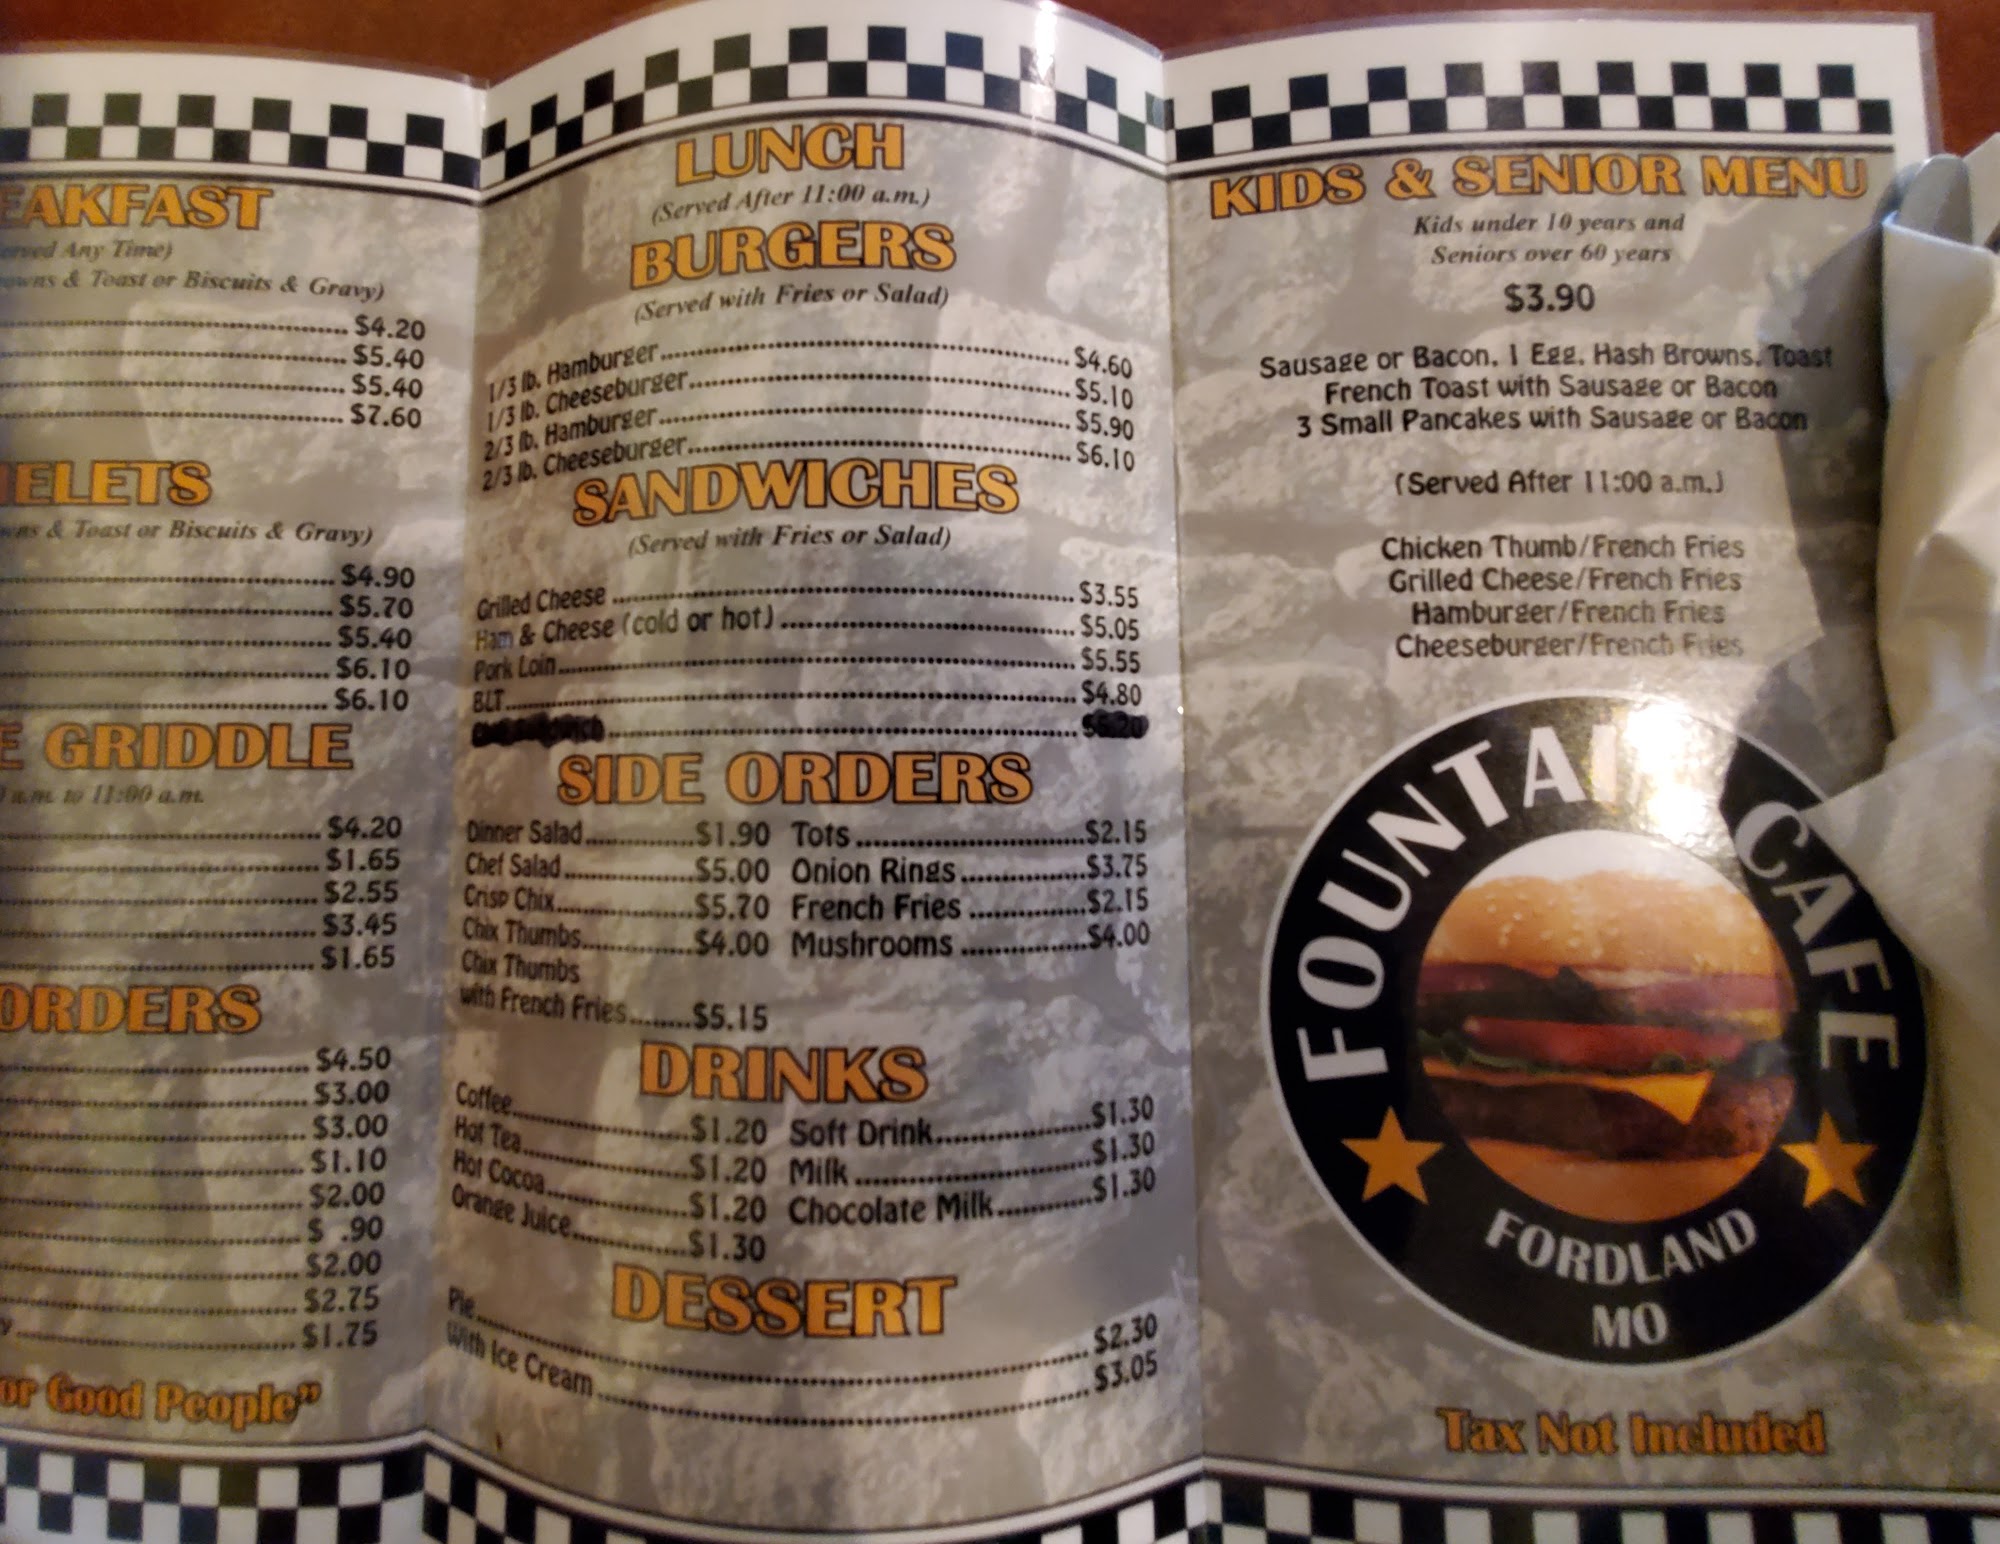 EAKFAST
erved Any Time)
owns & Toast or Biscuits & Gravy)
$4.20
$5.40
$5.40
$7.60
ELETS
wns & Toast or Biscuits & Gravy)
$4.90
$5.70
$5.40
$6.10
$6.10
E GRIDDLE
0 a.m. to 11:00 a.m.
$4.20
$1.65
$2.55
$3.45
$1.65
ORDERS
$4.50
$3.00
$3.00
$1.10
$2.00
$ .90
$2.00
$2.75
y $1.75
or Good People"
LUNCH
(Served After 11:00 a.m.)
BURGERS
(Served with Fries or Salad)
1/3 lb. Hamburger $4.60
1/3 lb. Cheeseburger $5.10
2/3 lb. Hamburger $5.90
2/3 lb. Cheeseburger $6.10
SANDWICHES
(Served with Fries or Salad)
Grilled Cheese $3.55
Ham & Cheese (cold or hot) $5.05
Pork Loin $5.55
BLT $4.80
SIDE ORDERS
Dinner Salad $1.90 Tots $2.15
Chef Salad $5.00 Onion Rings $3.75
Crisp Chix $5.70 French Fries $2.15
Chix Thumbs $4.00 Mushrooms $4.00
Chix Thumbs
with French Fries $5.15
DRINKS
Coffee $1.20 Soft Drink $1.30
Hot Tea $1.20 Milk $1.30
Hot Cocoa $1.20 Chocolate Milk $1.30
Orange Juice $1.30
DESSERT
Pie $2.30
With Ice Cream $3.05
KIDS & SENIOR MENU
Kids under 10 years and
Seniors over 60 years
$3.90
Sausage or Bacon, 1 Egg, Hash Browns, Toast
French Toast with Sausage or Bacon
3 Small Pancakes with Sausage or Bacon
(Served After 11:00 a.m.)
Chicken Thumb/French Fries
Grilled Cheese/French Fries
Hamburger/French Fries
Cheeseburger/French Fries
FOUNTAIN CAFE
FORDLAND
MO
Tax Not Included